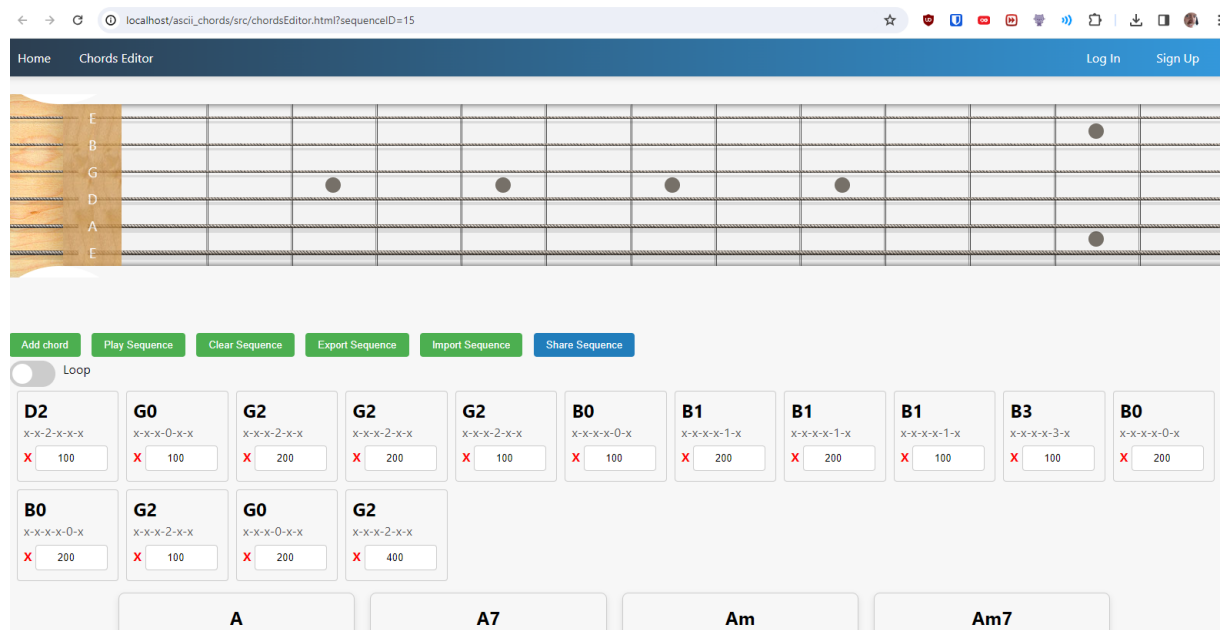 localhost/ascii_chords/src/chordsEditor.html?sequenceID=15
Home Chords Editor Log In Sign Up
E
B
G
D
A
E
Add chord Play Sequence Clear Sequence Export Sequence Import Sequence Share Sequence
Loop
D2 G0 G2 G2 G2 B0 B1 B1 B1 B3 B0
x-x-2-x-x-x x-x-x-0-x-x x-x-x-2-x-x x-x-x-2-x-x x-x-x-2-x-x x-x-x-x-0-x x-x-x-x-1-x x-x-x-x-1-x x-x-x-x-1-x x-x-x-x-3-x x-x-x-x-0-x
X 100 X 100 X 200 X 200 X 100 X 100 X 200 X 200 X 100 X 100 X 200
B0 G2 G0 G2
x-x-x-x-0-x x-x-x-2-x-x x-x-x-0-x-x x-x-x-2-x-x
X 200 X 100 X 200 X 400
A A7 Am Am7